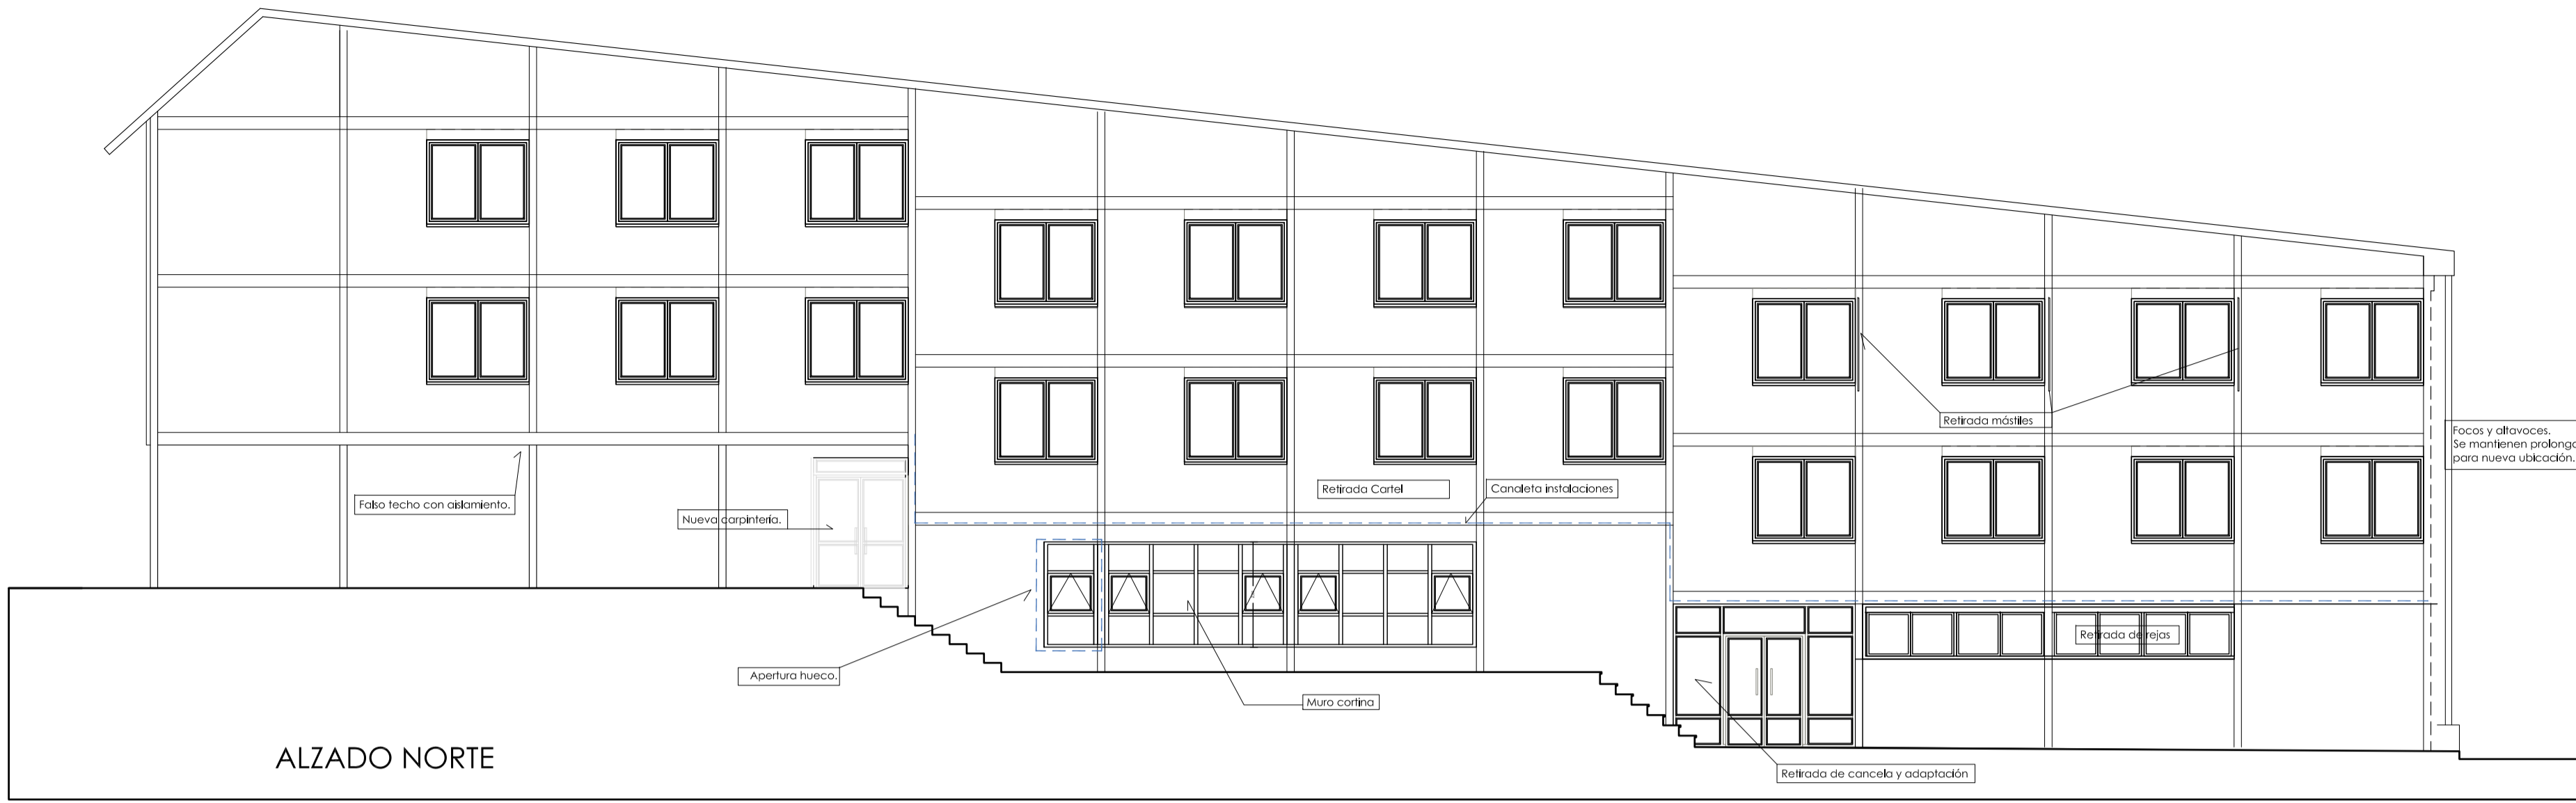 Retirada mástiles
Focos y altavoces.
Se mantienen
para nueva ubicación.
Falso techo con aislamiento.
Nueva carpintería.
Retirada Cartel
Canaleta instalaciones
Retirada de rejas
Apertura hueco.
Muro cortina
ALZADO NORTE
Retirada de cancela y adaptación